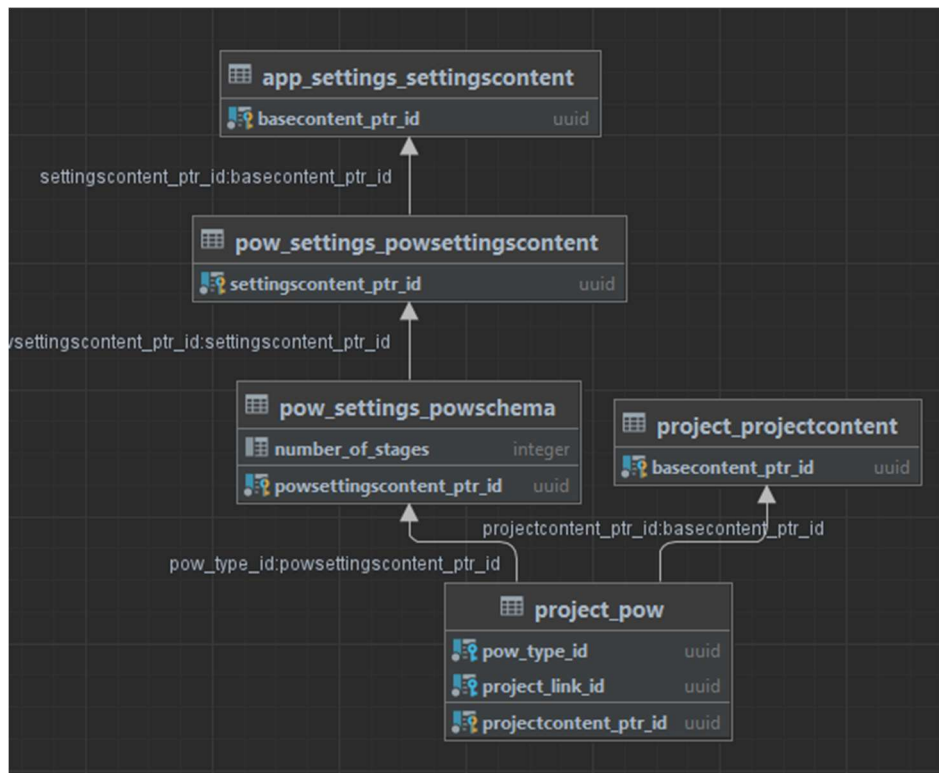 app_settings_settingscontent
basecontent_ptr_id uuid
settingscontent_ptr_id:basecontent_ptr_id
pow_settings_powsettingscontent
settingscontent_ptr_id uuid
vsettingscontent_ptr_id:settingscontent_ptr_id
pow_settings_powschema
number_of_stages integer
powsettingscontent_ptr_id uuid
project_projectcontent
basecontent_ptr_id uuid
projectcontent_ptr_id:basecontent_ptr_id
pow_type_id:powsettingscontent_ptr_id
project_pow
pow_type_id uuid
project_link_id uuid
projectcontent_ptr_id uuid